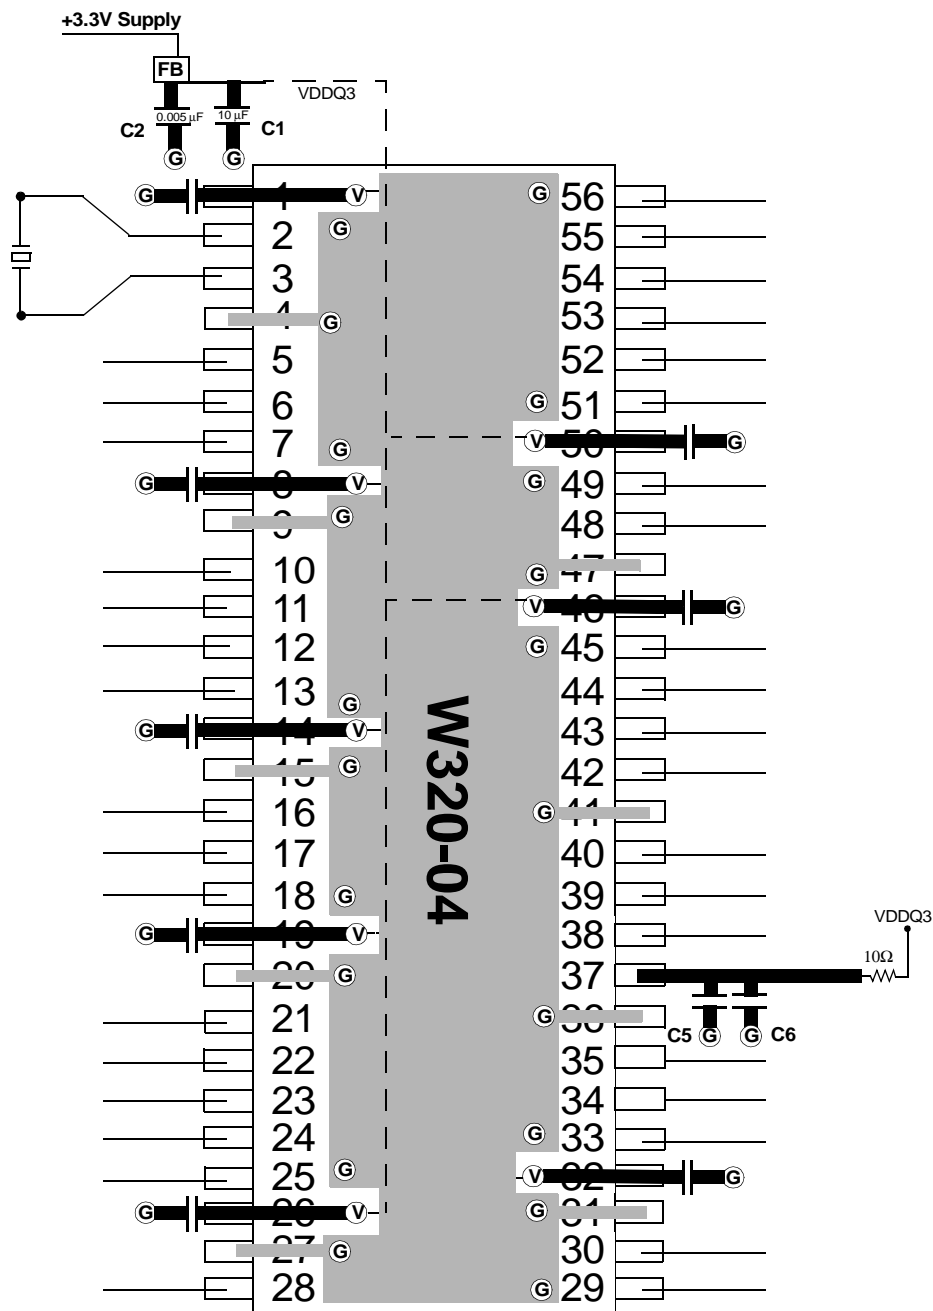 +3.3V Supply
FB
VDDQ3
0.005 µF 10 µF
C2 C1
G G
G 1 V G 56
2 G 55
3 54
4 G 53
5 52
6 G 51
7 G V 50 G
G 8 V G 49
9 G 48
10 G 47
11 V 46 G
12 G 45
13 G 44
G 14 V 43
15 G 42
16 G 41
17 40
18 G 39
G 19 V 38
20 G 37
VDDQ3
10Ω
21 G 36
C5 G G C6
22 35
23 34
24 G 33
25 G V 32 G
G 26 V G 31
27 G 30
28 G 29
W320-04